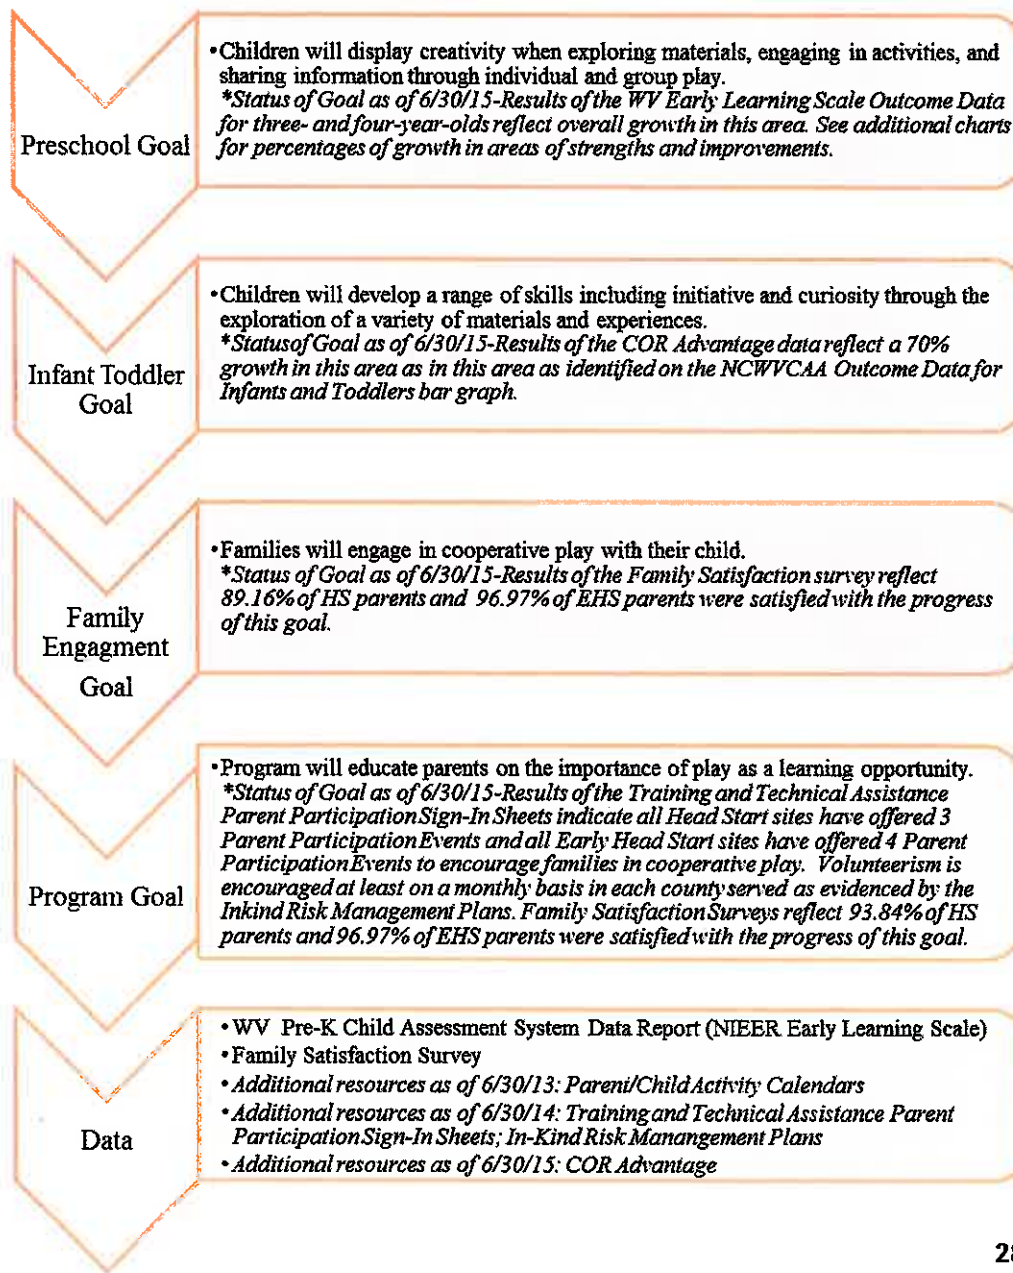 •Children will display creativity when exploring materials, engaging in activities, and
sharing information through individual and group play.
*Status of Goal as of 6/30/15-Results of the WV Early Learning Scale Outcome Data
for three- and four-year-olds reflect overall growth in this area. See additional charts
for percentages of growth in areas of strengths and improvements.
Preschool Goal
•Children will develop a range of skills including initiative and curiosity through the
exploration of a variety of materials and experiences.
*Status of Goal as of 6/30/15-Results of the COR Advantage data reflect a 70%
growth in this area as in this area as identified on the NCWVCAA Outcome Data for
Infants and Toddlers bar graph.
Infant Toddler
Goal
•Families will engage in cooperative play with their child.
*Status of Goal as of 6/30/15-Results of the Family Satisfaction survey reflect
89.16% of HS parents and 96.97% of EHS parents were satisfied with the progress
of this goal.
Family
Engagment
Goal
•Program will educate parents on the importance of play as a learning opportunity.
*Status of Goal as of 6/30/15-Results of the Training and Technical Assistance
Parent Participation Sign-In Sheets indicate all Head Start sites have offered 3
Parent Participation Events and all Early Head Start sites have offered 4 Parent
Participation Events to encourage families in cooperative play. Volunteerism is
encouraged at least on a monthly basis in each county served as evidenced by the
Inkind Risk Management Plans. Family Satisfaction Surveys reflect 93.84% of HS
parents and 96.97% of EHS parents were satisfied with the progress of this goal.
Program Goal
•WV Pre-K Child Assessment System Data Report (NIEER Early Learning Scale)
•Family Satisfaction Survey
•Additional resources as of 6/30/13: Parent/Child Activity Calendars
•Additional resources as of 6/30/14: Training and Technical Assistance Parent
Participation Sign-In Sheets; In-Kind Risk Manangement Plans
•Additional resources as of 6/30/15: COR Advantage
Data
28